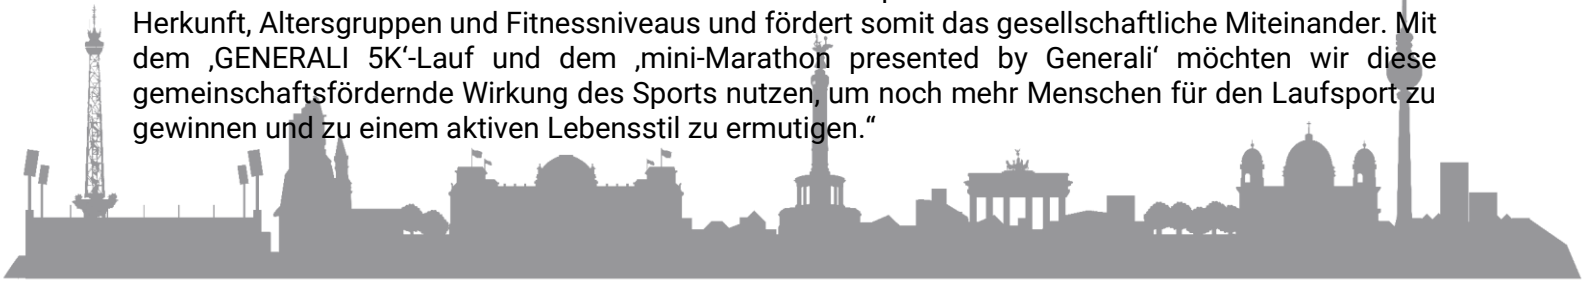 Herkunft, Altersgruppen und Fitnessniveaus und fördert somit das gesellschaftliche Miteinander. Mit
dem ‚GENERALI 5K‘-Lauf und dem ‚mini-Marathon presented by Generali‘ möchten wir diese
gemeinschaftsfördernde Wirkung des Sports nutzen, um noch mehr Menschen für den Laufsport zu
gewinnen und zu einem aktiven Lebensstil zu ermutigen.“